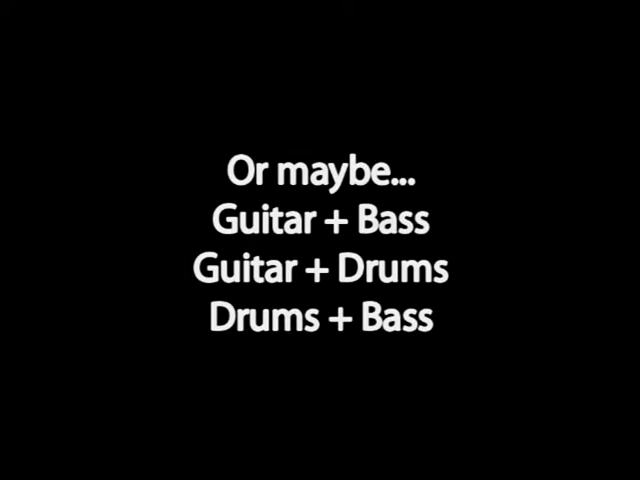 Or maybe...
Guitar + Bass
Guitar + Drums
Drums + Bass